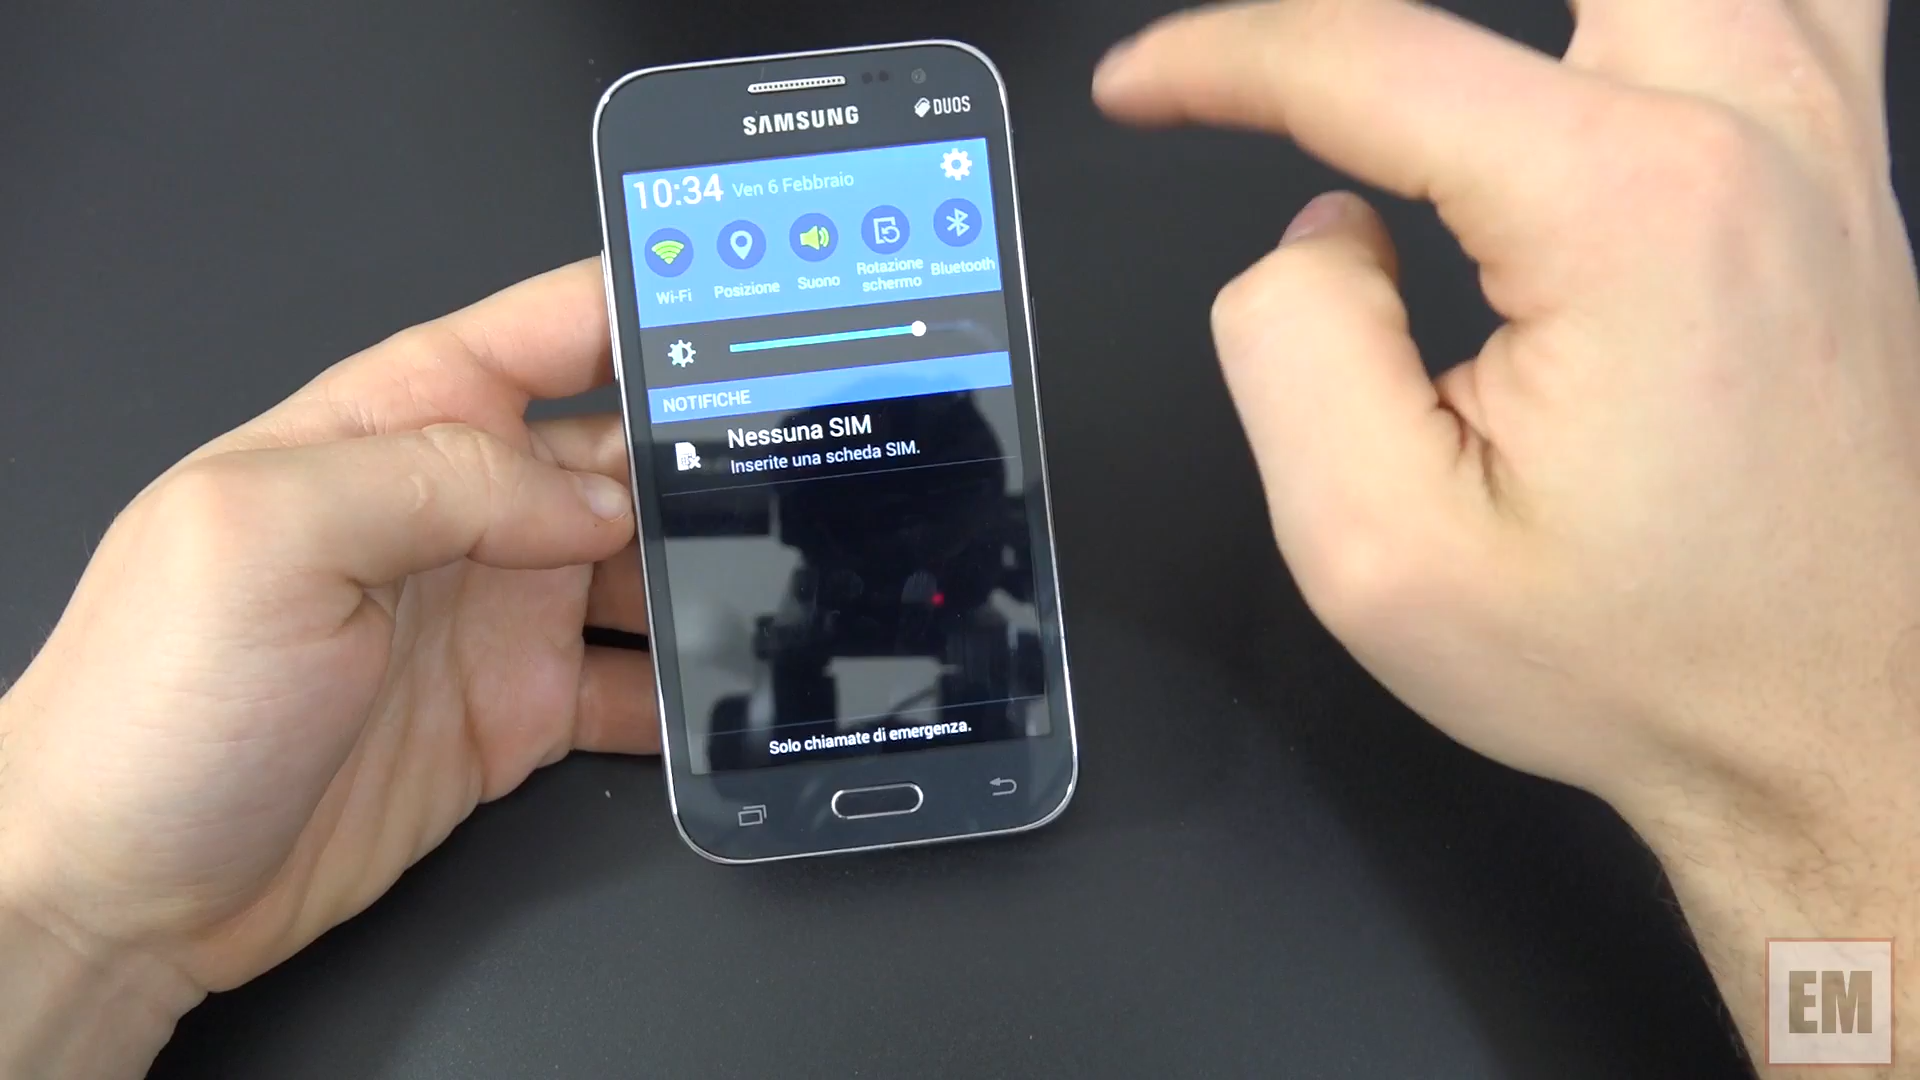 SAMSUNG
DUOS
10:34 Ven 6 Febbraio
Wi-Fi
Posizione
Suono
Rotazione
schermo
Bluetooth
NOTIFICHE
Nessuna SIM
Inserite una scheda SIM.
Solo chiamate di emergenza.
EM